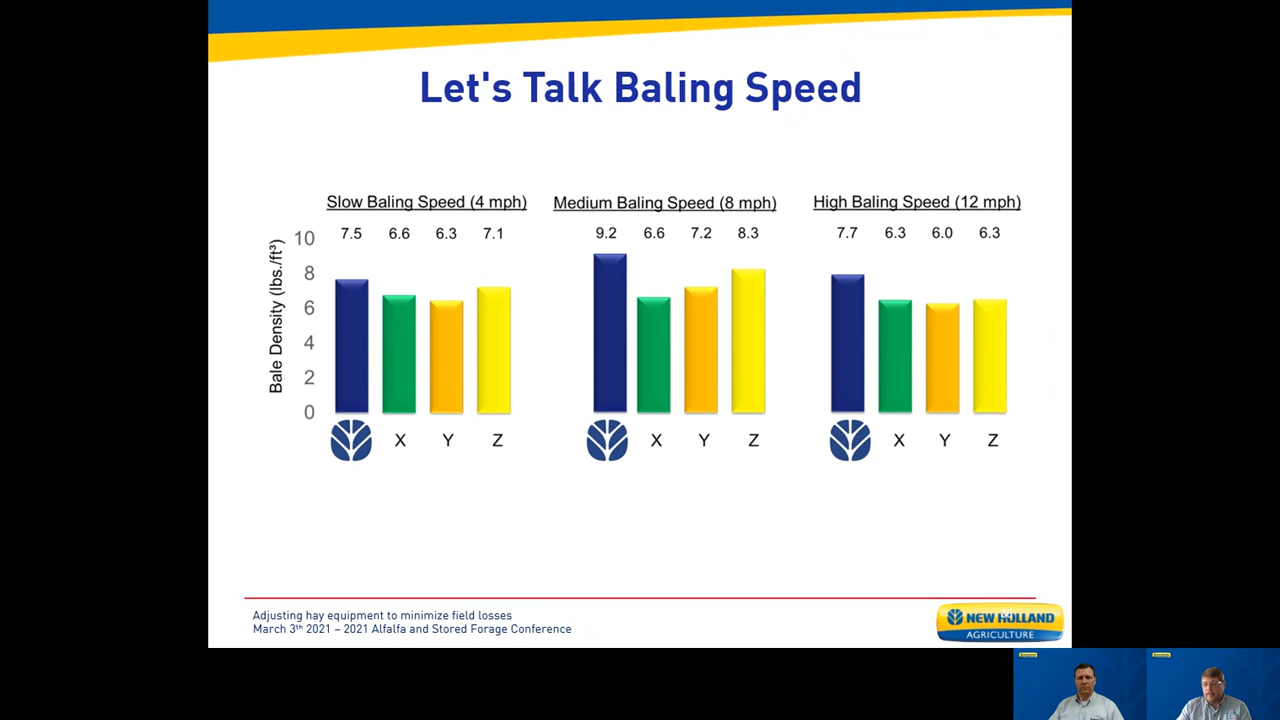 Let's Talk Baling Speed
Slow Baling Speed (4 mph)
Medium Baling Speed (8 mph)
High Baling Speed (12 mph)
7.5 6.6 6.3 7.1
9.2 6.6 7.2 8.3
7.7 6.3 6.0 6.3
Bale Density (lbs./ft³)
10
8
6
4
2
0
X Y Z
X Y Z
X Y Z
Adjusting hay equipment to minimize field losses
March 3th 2021 – 2021 Alfalfa and Stored Forage Conference
NEW HOLLAND
AGRICULTURE